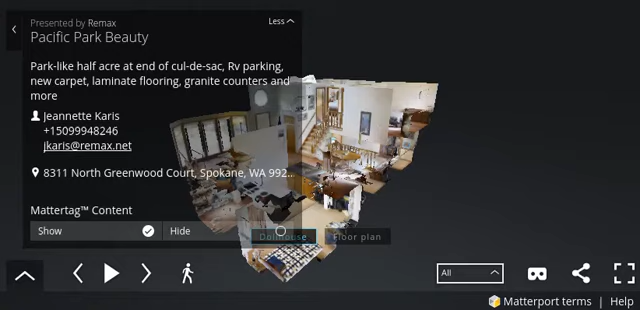 Presented by Remax
Less
Pacific Park Beauty
Park-like half acre at end of cul-de-sac, Rv parking,
new carpet, laminate flooring, granite counters and
more
Jeannette Karis
+15099948246
jkaris@remax.net
8311 North Greenwood Court, Spokane, WA 992...
Mattertag™ Content
Show
Hide
Dollhouse
Floor plan
All
Matterport terms | Help